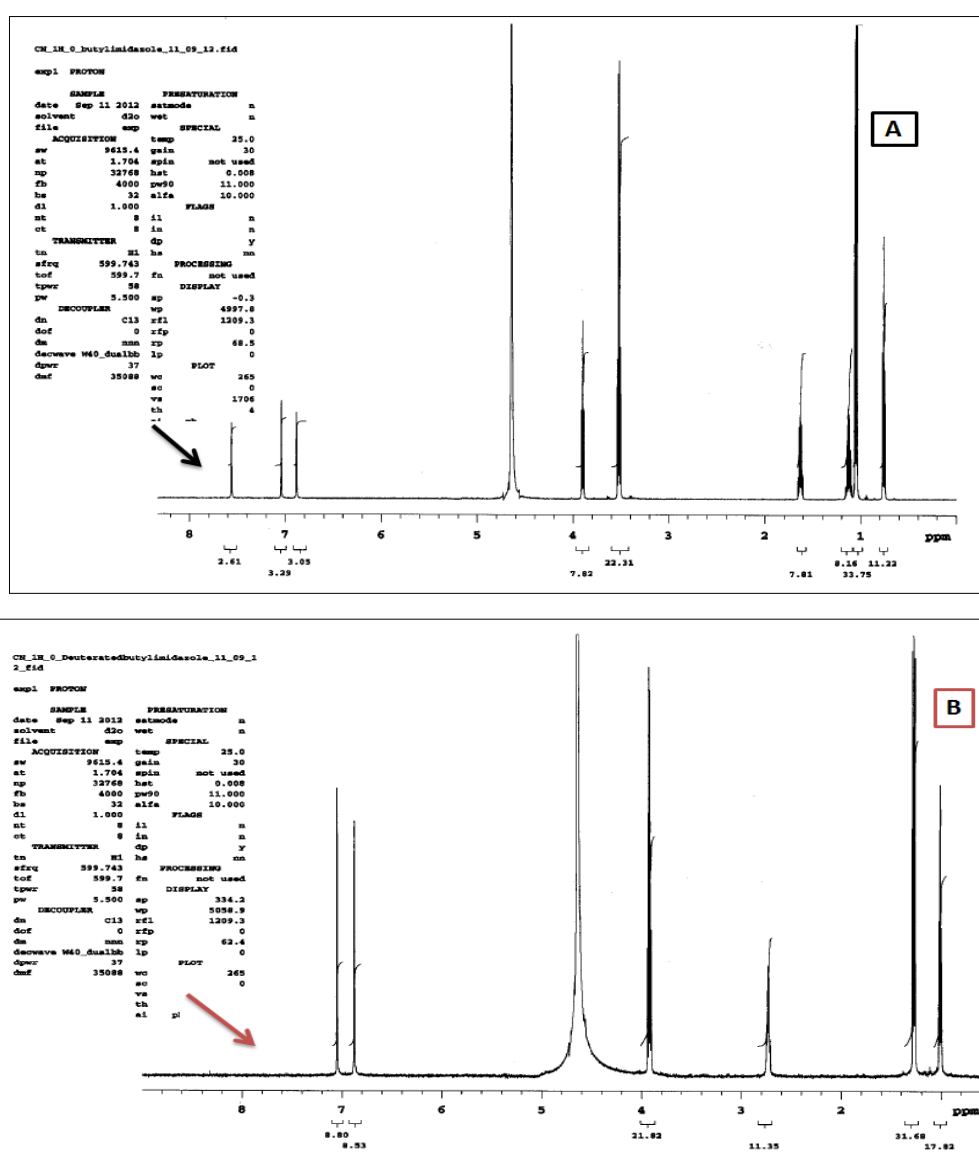 CN_1H_0_butylimidazole_11_09_12.fid
exp1 PROTON
SAMPLE PRESATURATION
date Sep 11 2012 satmode n
solvent d2o wet n
file exp SPECIAL
ACQUISITION temp 25.0
sw 9615.4 gain 30
at 1.704 spin not used
np 32768 hst 0.008
fb 4000 pw90 11.000
bs 32 alfa 10.000
d1 1.000 FLAGS
nt 8 il n
ct 8 in n
TRANSMITTER dp y
tn H1 hs nn
sfrq 599.743 PROCESSING
tof 599.7 fn not used
tpwr 58 DISPLAY
pw 5.500 sp -0.3
DECOUPLER wp 4997.8
dn C13 rfl 1209.3
dof 0 rfp 0
dm nnn rp 68.5
decwave W40_dualbb lp 0
dpwr 37 PLOT
dmf 35088 wc 265
sc 0
vs 1706
th 4
A
8 7 6 5 4 3 2 1 ppm
2.61 3.05 22.31 8.16 11.22
3.29 7.82 7.81 33.75
CN_1H_0_Deuteratedbutylimidazole_11_09_1
2_fid
exp1 PROTON
SAMPLE PRESATURATION
date Sep 11 2012 satmode n
solvent d2o wet n
file exp SPECIAL
ACQUISITION temp 25.0
sw 9615.4 gain 30
at 1.704 spin not used
np 32768 hst 0.008
fb 4000 pw90 11.000
bs 32 alfa 10.000
d1 1.000 FLAGS
nt 8 il n
ct 8 in n
TRANSMITTER dp y
tn H1 hs nn
sfrq 599.743 PROCESSING
tof 599.7 fn not used
tpwr 58 DISPLAY
pw 5.500 sp 334.2
DECOUPLER wp 5058.9
dn C13 rfl 1209.3
dof 0 rfp 0
dm nnn rp 62.4
decwave W40_dualbb lp 0
dpwr 37 PLOT
dmf 35088 wc 265
sc 0
vs
th
ai
B
8 7 6 5 4 3 2 ppm
8.80 21.82 31.68
8.53 11.35 17.82